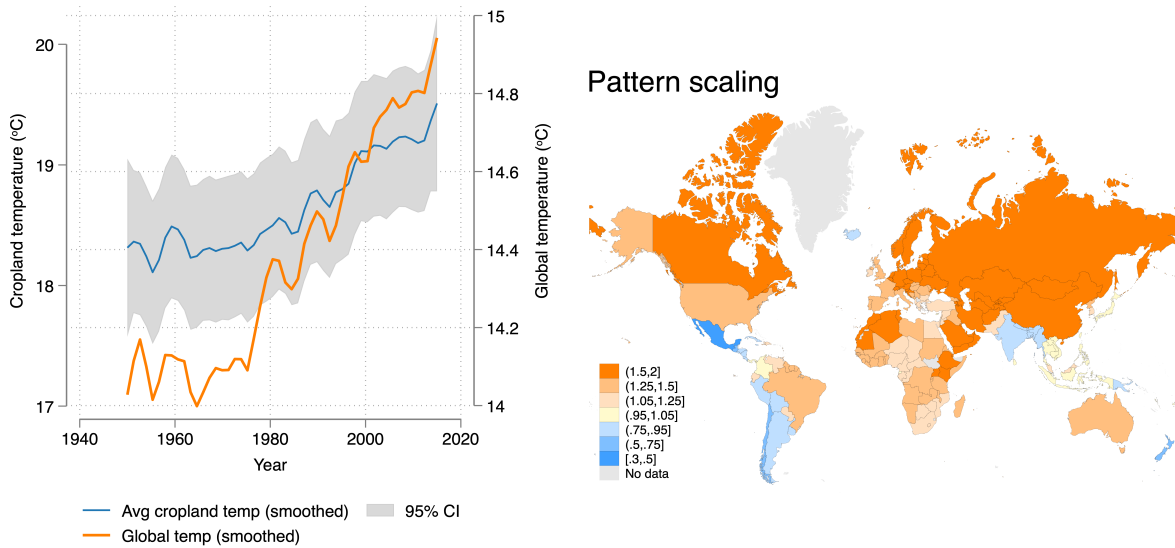 Cropland temperature (ºC)
20
19
18
17
15
14.8
14.6
14.4
14.2
14
Global temperature (ºC)
1940
1960
1980
2000
2020
Year
Avg cropland temp (smoothed)
95% CI
Global temp (smoothed)
Pattern scaling
(1.5,2]
(1.25,1.5]
(1.05,1.25]
(.95,1.05]
(.75,.95]
(.5,.75]
[.3,.5]
No data